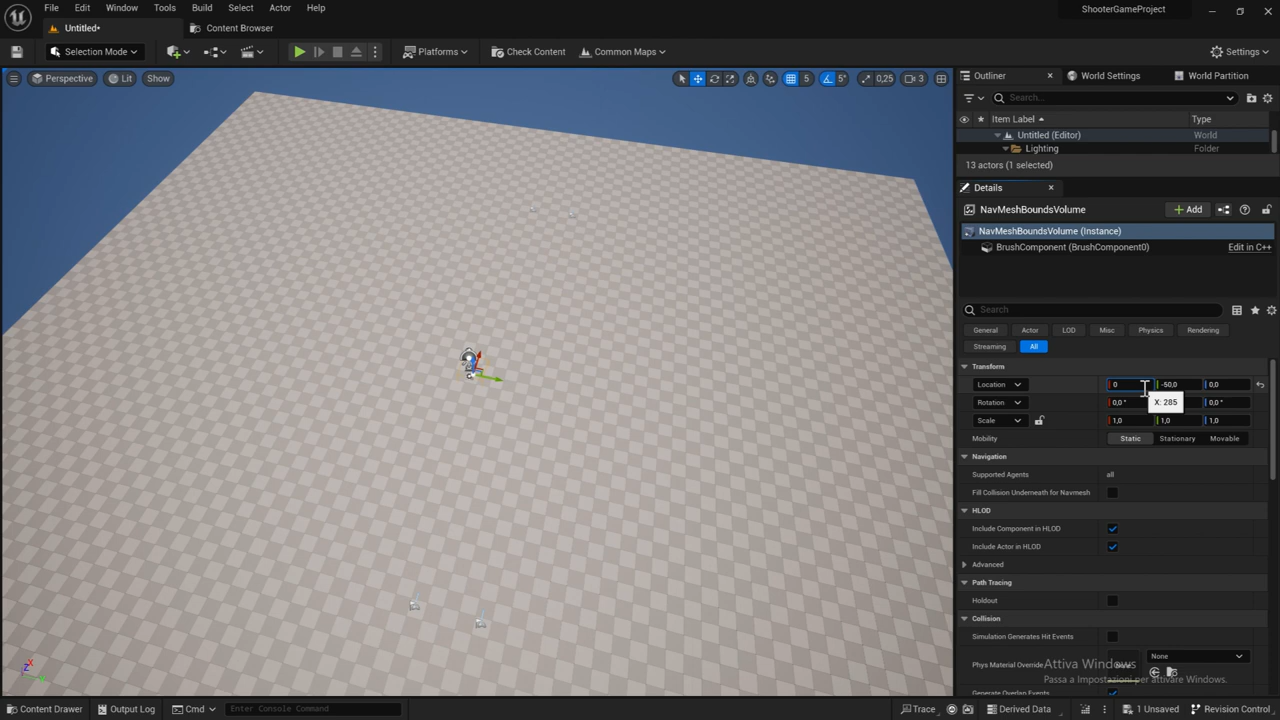 File Edit Window Tools Build Select Actor Help
ShooterGameProject
Untitled•
Content Browser
Selection Mode
Platforms
Check Content
Common Maps
Settings
Perspective
Lit
Show
5
5°
0,25
3
Outliner
World Settings
World Partition
Search...
Item Label
Type
Untitled (Editor)
World
Lighting
Folder
13 actors (1 selected)
Details
NavMeshBoundsVolume
+ Add
NavMeshBoundsVolume (Instance)
BrushComponent (BrushComponent0)
Edit in C++
Search
General
Actor
LOD
Misc
Physics
Rendering
Streaming
All
Transform
Location
0
-50,0
0,0
Rotation
0,0 °
0,0 °
X: 285
Scale
1,0
1,0
1,0
Mobility
Static
Stationary
Movable
Navigation
Supported Agents
all
Fill Collision Underneath for Navmesh
HLOD
Include Component in HLOD
Include Actor in HLOD
Advanced
Path Tracing
Holdout
Collision
Simulation Generates Hit Events
Phys Material Override
None
Attiva Windows
Passa a Impostazioni per attivare Windows.
Generate Overlap Events
Z
X
Y
Content Drawer
Output Log
Cmd
Enter Console Command
Trace
Derived Data
1 Unsaved
Revision Control